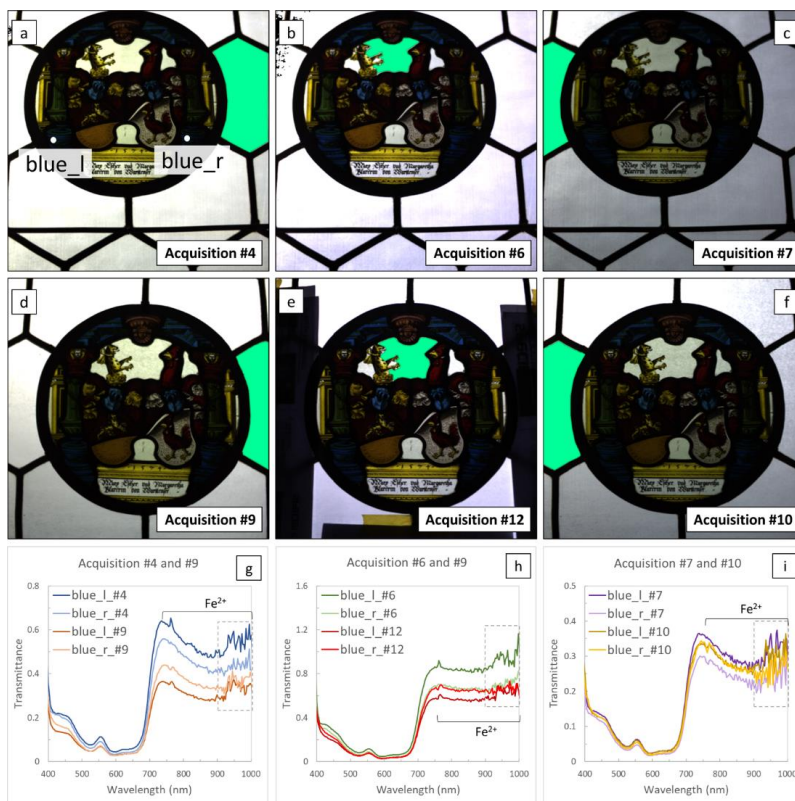 a
b
c
blue_l
blue_r
Acquisition #4
Acquisition #6
Acquisition #7
d
e
f
Acquisition #9
Acquisition #12
Acquisition #10
Acquisition #4 and #9
g
0.8
0.6
0.4
0.2
0
Transmittance
blue_l_#4
blue_r_#4
blue_l_#9
blue_r_#9
Fe²⁺
400 500 600 700 800 900 1000
Wavelength (nm)
Acquisition #6 and #9
h
1.6
1.2
0.8
0.4
0.0
Transmittance
blue_l_#6
blue_r_#6
blue_l_#12
blue_r_#12
Fe²⁺
400 500 600 700 800 900 1000
Wavelength (nm)
Acquisition #7 and #10
i
0.5
0.4
0.3
0.2
0.1
0
Transmittance
blue_l_#7
blue_r_#7
blue_l_#10
blue_r_#10
Fe²⁺
400 500 600 700 800 900 1000
Wavelength (nm)